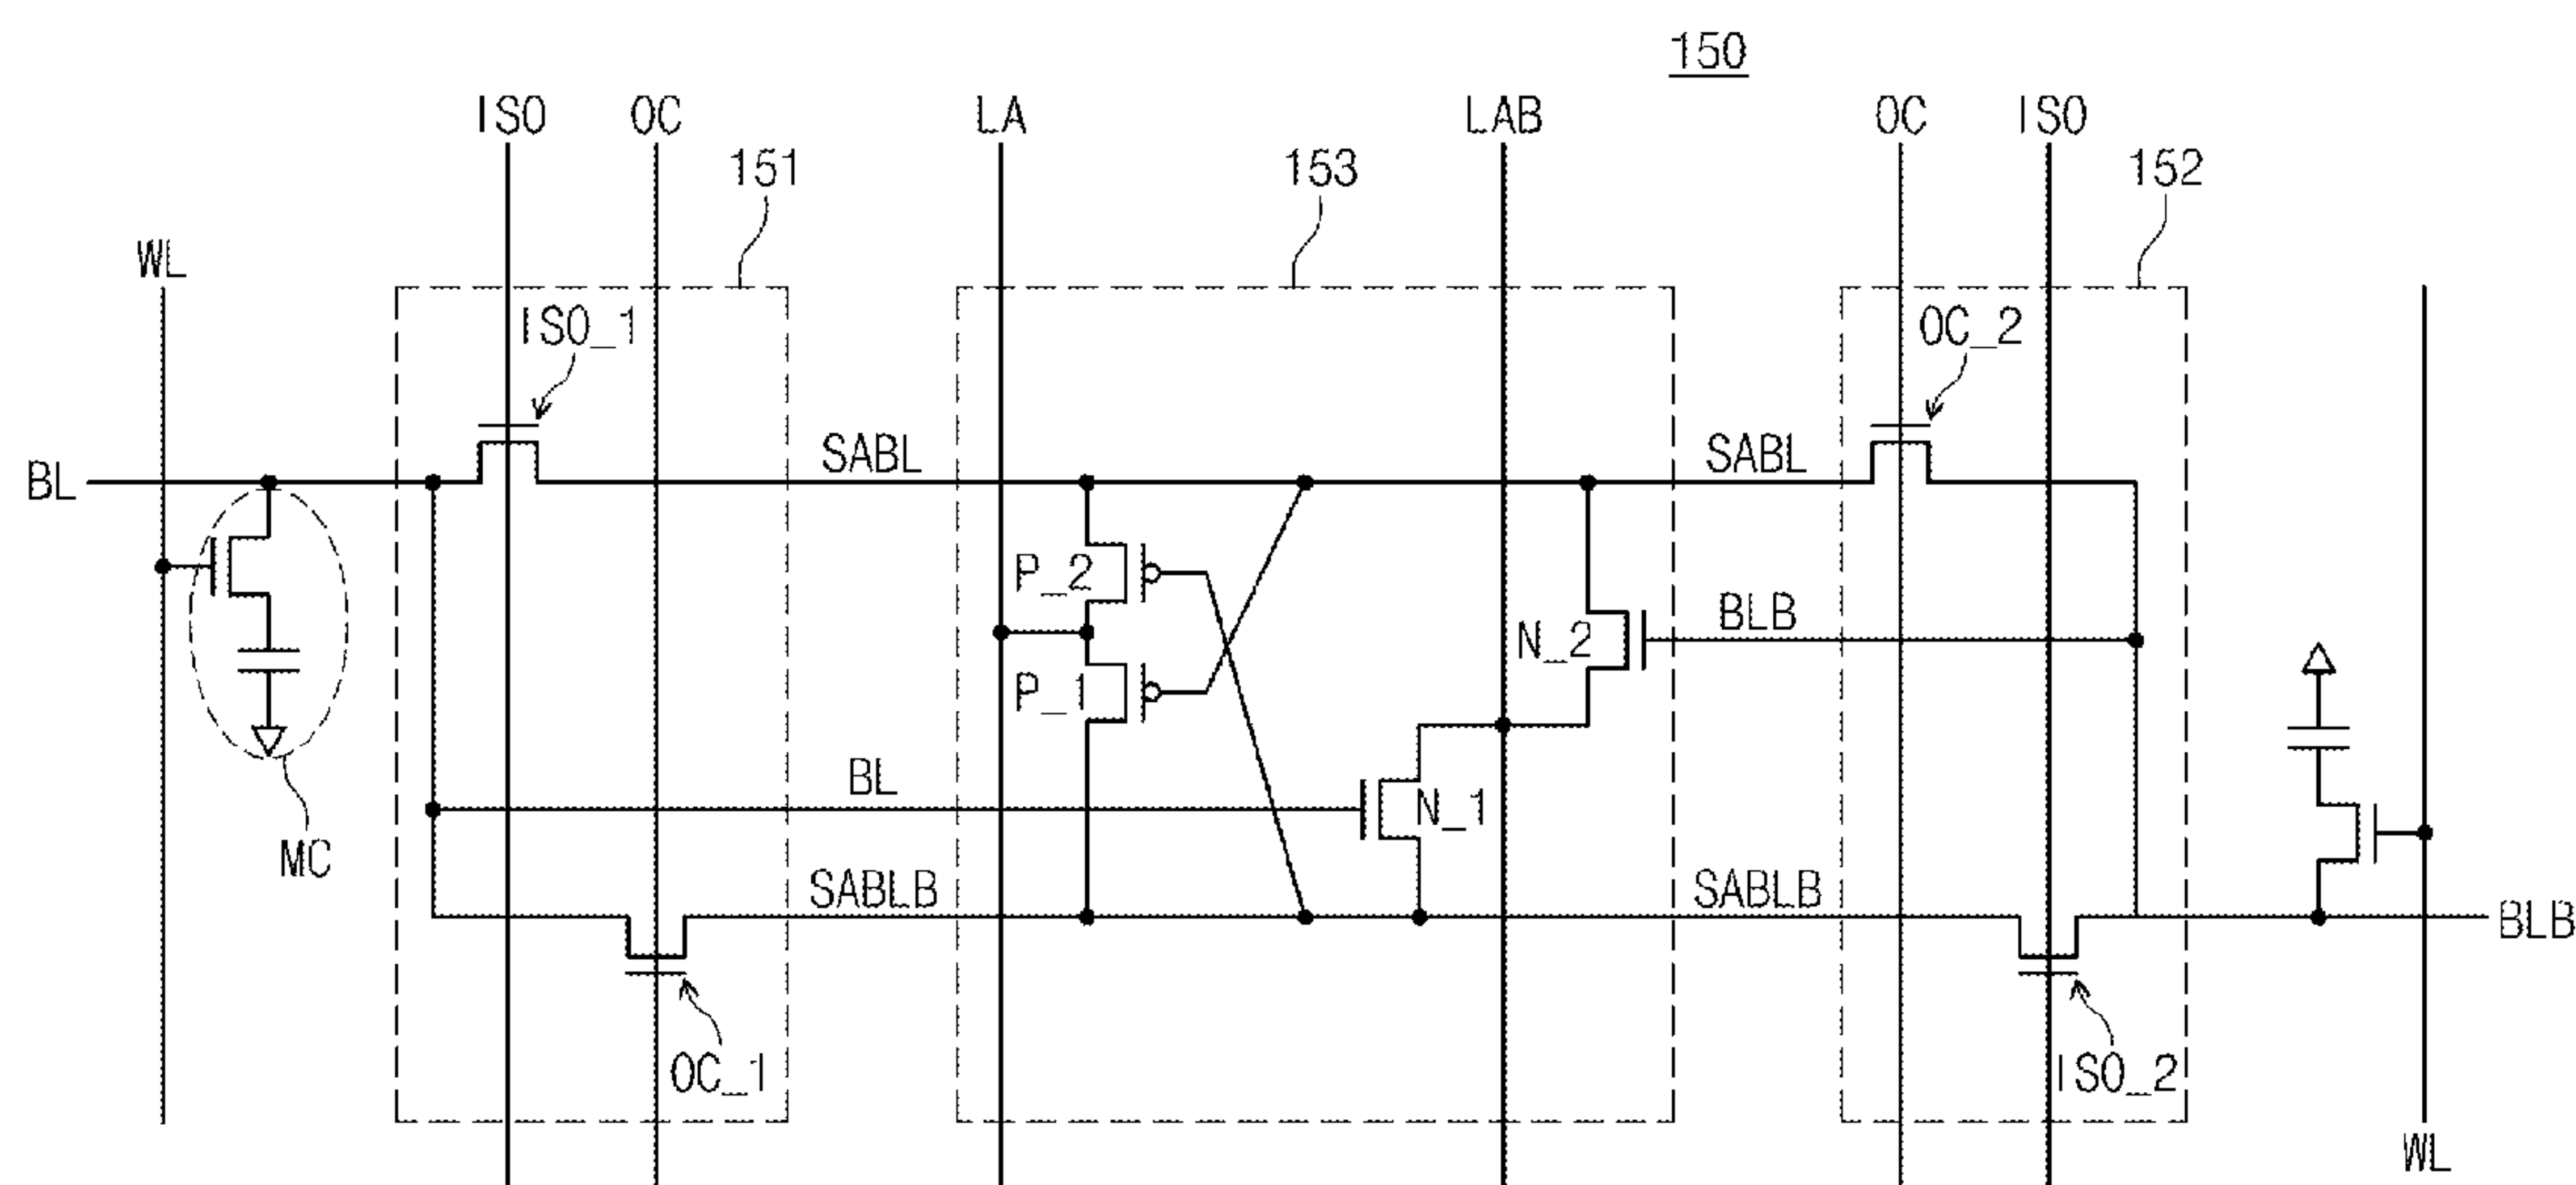 150
ISO OC LA LAB OC ISO
151 153 152
WL
ISO_1 OC_2
BL SABL SABL
P_2 BLB
N_2
P_1
BL N_1
MC
SABLB SABLB BLB
OC_1 ISO_2
WL